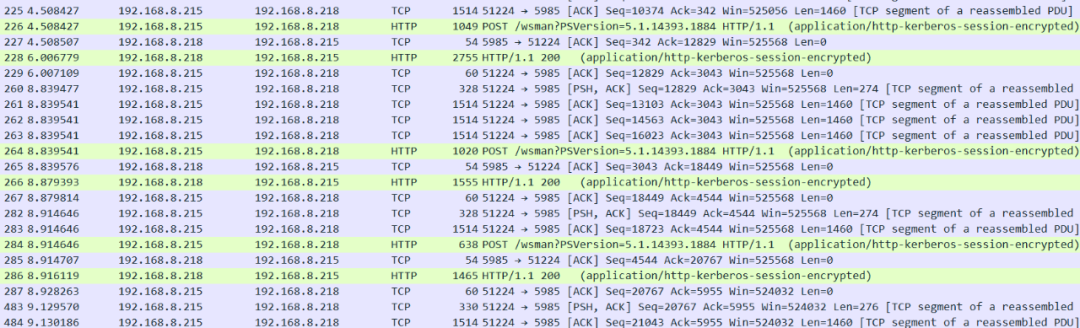 225 4.508427 192.168.8.215 192.168.8.218 TCP 1514 51224 → 5985 [ACK] Seq=10374 Ack=342 Win=525056 Len=1460 [TCP segment of a reassembled PDU]
226 4.508427 192.168.8.215 192.168.8.218 HTTP 1049 POST /wsman?PSVersion=5.1.14393.1884 HTTP/1.1 (application/http-kerberos-session-encrypted)
227 4.508507 192.168.8.218 192.168.8.215 TCP 54 5985 → 51224 [ACK] Seq=342 Ack=12829 Win=525568 Len=0
228 6.006779 192.168.8.218 192.168.8.215 HTTP 2755 HTTP/1.1 200 (application/http-kerberos-session-encrypted)
229 6.007109 192.168.8.215 192.168.8.218 TCP 60 51224 → 5985 [ACK] Seq=12829 Ack=3043 Win=525568 Len=0
260 8.839477 192.168.8.215 192.168.8.218 TCP 328 51224 → 5985 [PSH, ACK] Seq=12829 Ack=3043 Win=525568 Len=274 [TCP segment of a reassembled
261 8.839541 192.168.8.215 192.168.8.218 TCP 1514 51224 → 5985 [ACK] Seq=13103 Ack=3043 Win=525568 Len=1460 [TCP segment of a reassembled PDU]
262 8.839541 192.168.8.215 192.168.8.218 TCP 1514 51224 → 5985 [ACK] Seq=14563 Ack=3043 Win=525568 Len=1460 [TCP segment of a reassembled PDU]
263 8.839541 192.168.8.215 192.168.8.218 TCP 1514 51224 → 5985 [ACK] Seq=16023 Ack=3043 Win=525568 Len=1460 [TCP segment of a reassembled PDU]
264 8.839541 192.168.8.215 192.168.8.218 HTTP 1020 POST /wsman?PSVersion=5.1.14393.1884 HTTP/1.1 (application/http-kerberos-session-encrypted)
265 8.839576 192.168.8.218 192.168.8.215 TCP 54 5985 → 51224 [ACK] Seq=3043 Ack=18449 Win=525568 Len=0
266 8.879393 192.168.8.218 192.168.8.215 HTTP 1555 HTTP/1.1 200 (application/http-kerberos-session-encrypted)
267 8.879814 192.168.8.215 192.168.8.218 TCP 60 51224 → 5985 [ACK] Seq=18449 Ack=4544 Win=525568 Len=0
282 8.914646 192.168.8.215 192.168.8.218 TCP 328 51224 → 5985 [PSH, ACK] Seq=18449 Ack=4544 Win=525568 Len=274 [TCP segment of a reassembled
283 8.914646 192.168.8.215 192.168.8.218 TCP 1514 51224 → 5985 [ACK] Seq=18723 Ack=4544 Win=525568 Len=1460 [TCP segment of a reassembled PDU]
284 8.914646 192.168.8.215 192.168.8.218 HTTP 638 POST /wsman?PSVersion=5.1.14393.1884 HTTP/1.1 (application/http-kerberos-session-encrypted)
285 8.914707 192.168.8.218 192.168.8.215 TCP 54 5985 → 51224 [ACK] Seq=4544 Ack=20767 Win=525568 Len=0
286 8.916119 192.168.8.218 192.168.8.215 HTTP 1465 HTTP/1.1 200 (application/http-kerberos-session-encrypted)
287 8.928263 192.168.8.215 192.168.8.218 TCP 60 51224 → 5985 [ACK] Seq=20767 Ack=5955 Win=524032 Len=0
483 9.129570 192.168.8.215 192.168.8.218 TCP 330 51224 → 5985 [PSH, ACK] Seq=20767 Ack=5955 Win=524032 Len=276 [TCP segment of a reassembled
484 9.130186 192.168.8.215 192.168.8.218 TCP 1514 51224 → 5985 [ACK] Seq=21043 Ack=5955 Win=524032 Len=1460 [TCP segment of a reassembled PDU]